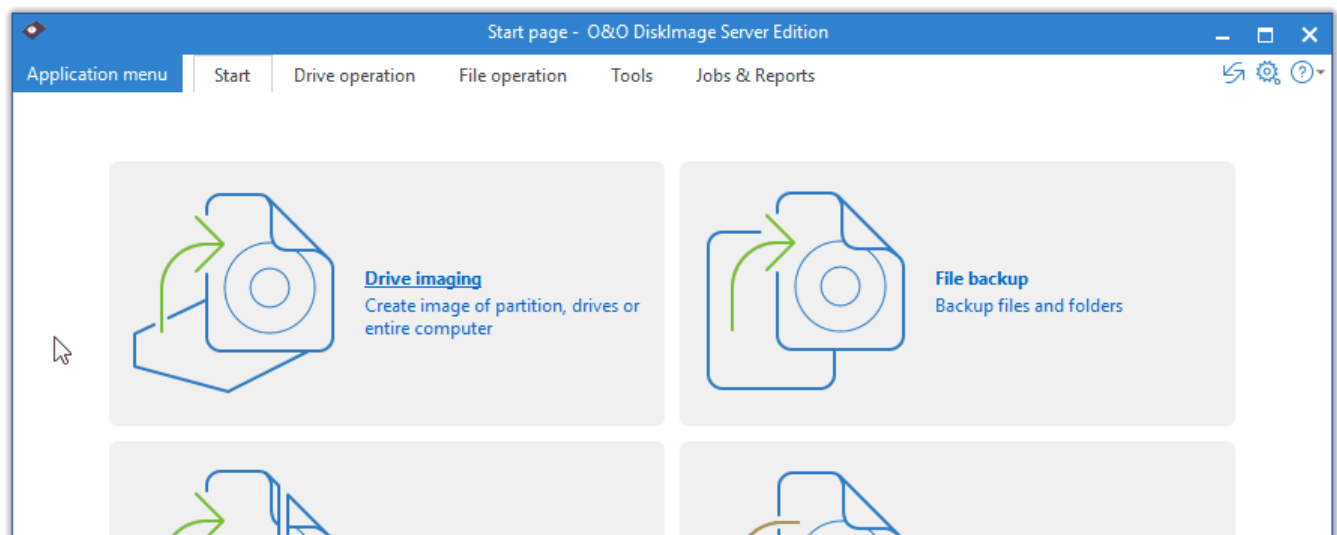 Start page - O&O DiskImage Server Edition
Application menu Start Drive operation File operation Tools Jobs & Reports
Drive imaging
Create image of partition, drives or
entire computer
File backup
Backup files and folders